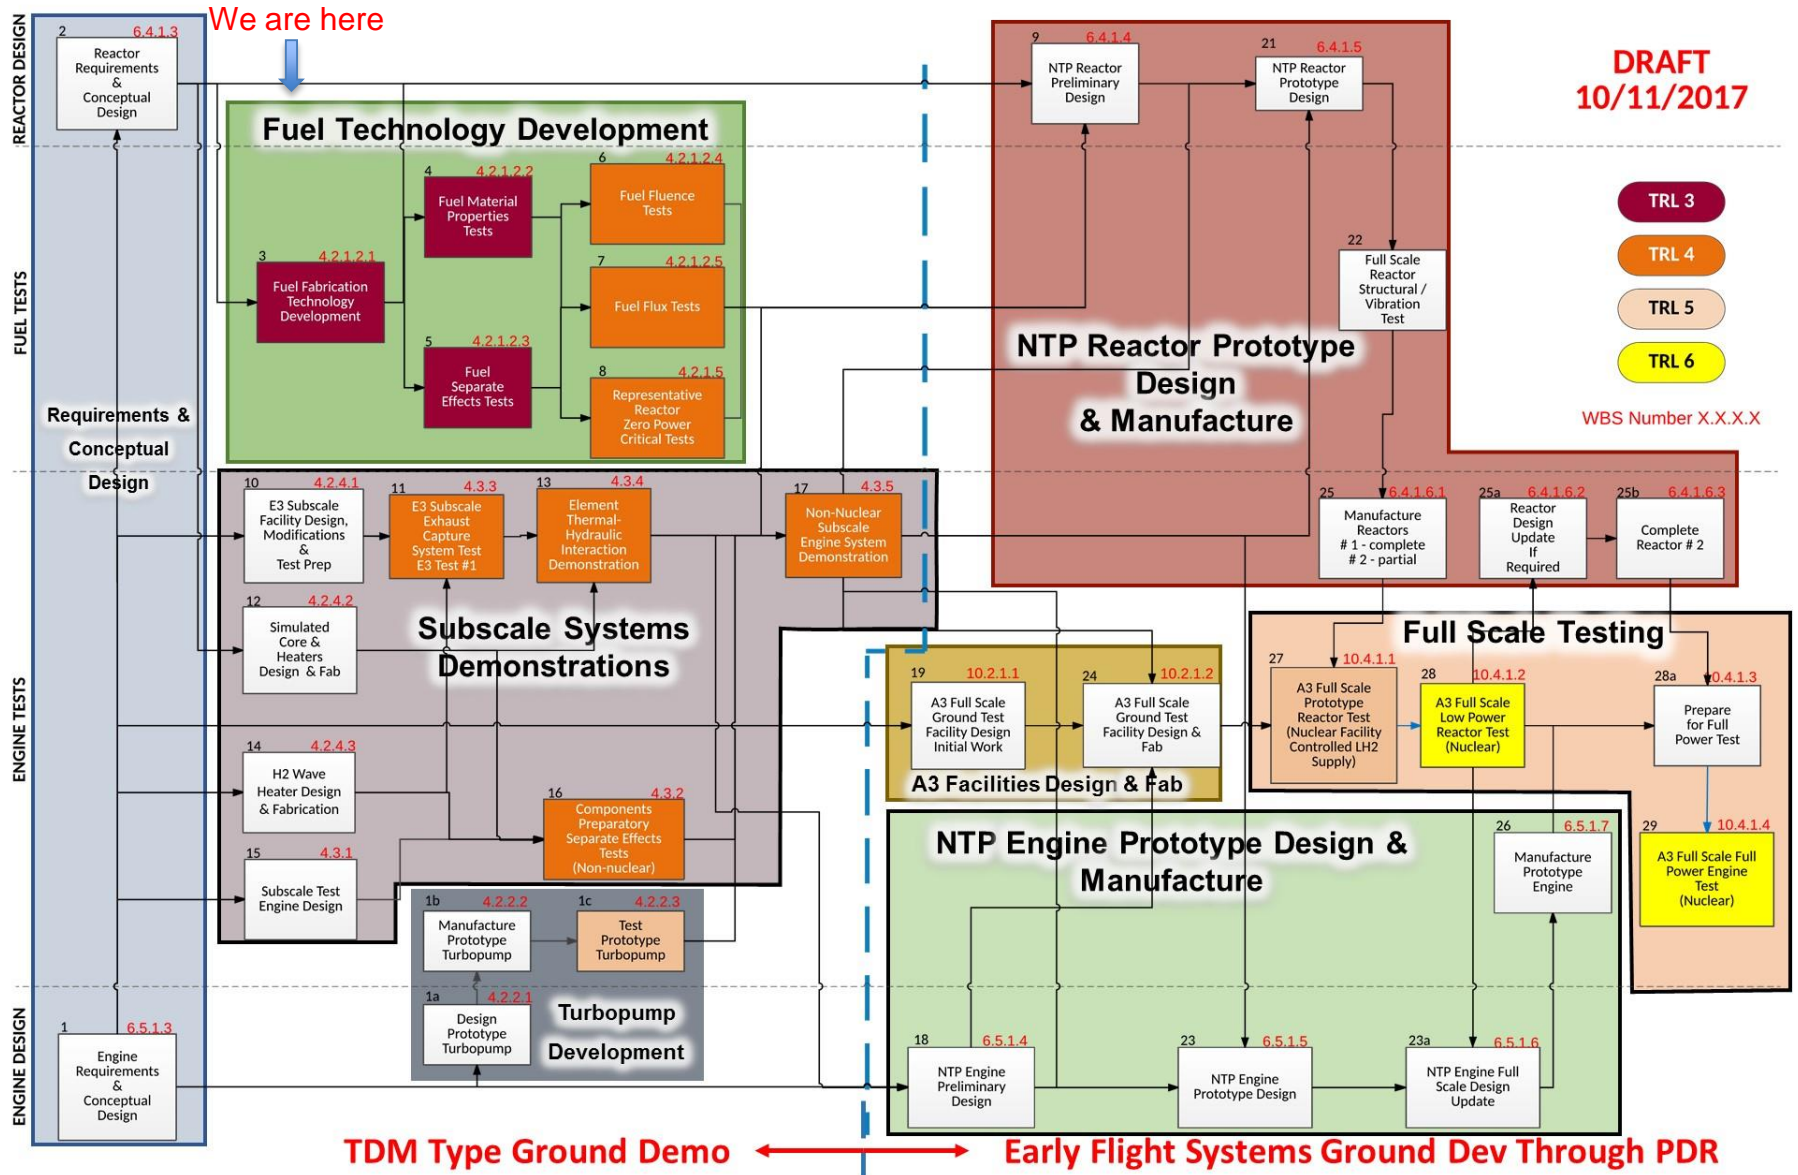 We are here
REACTOR DESIGN
FUEL TESTS
ENGINE TESTS
ENGINE DESIGN
2
6.4.1.3
Reactor
Requirements
&
Conceptual
Design
Requirements &
Conceptual
Design
1
6.5.1.3
Engine
Requirements
&
Conceptual
Design
Fuel Technology Development
3
4.2.1.2.1
Fuel Fabrication
Technology
Development
4
4.2.1.2.2
Fuel Material
Properties
Tests
5
4.2.1.2.3
Fuel
Separate
Effects Tests
6
4.2.1.2.4
Fuel Fluence
Tests
7
4.2.1.2.5
Fuel Flux Tests
8
4.2.1.5
Representative
Reactor
Zero Power
Critical Tests
10
4.2.4.1
E3 Subscale
Facility Design,
Modifications
&
Test Prep
11
4.3.3
E3 Subscale
Exhaust
Capture
System Test
E3 Test #1
13
4.3.4
Element
Thermal-
Hydraulic
Interaction
Demonstration
17
4.3.5
Non-Nuclear
Subscale
Engine System
Demonstration
12
4.2.4.2
Simulated
Core &
Heaters
Design & Fab
Subscale Systems
Demonstrations
14
4.2.4.3
H2 Wave
Heater Design
& Fabrication
15
4.3.1
Subscale Test
Engine Design
16
4.3.2
Components
Preparatory
Separate Effects
Tests
(Non-nuclear)
1b
4.2.2.2
Manufacture
Prototype
Turbopump
1c
4.2.2.3
Test
Prototype
Turbopump
1a
4.2.2.1
Design
Prototype
Turbopump
Turbopump
Development
9
6.4.1.4
NTP Reactor
Preliminary
Design
21
6.4.1.5
NTP Reactor
Prototype
Design
22
Full Scale
Reactor
Structural /
Vibration
Test
NTP Reactor Prototype
Design
& Manufacture
25
6.4.1.6.1
Manufacture
Reactors
# 1 - complete
# 2 - partial
25a
6.4.1.6.2
Reactor
Design
Update
If
Required
25b
6.4.1.6.3
Complete
Reactor # 2
DRAFT
10/11/2017
TRL 3
TRL 4
TRL 5
TRL 6
WBS Number X.X.X.X
19
10.2.1.1
A3 Full Scale
Ground Test
Facility Design
Initial Work
24
10.2.1.2
A3 Full Scale
Ground Test
Facility Design &
Fab
A3 Facilities Design & Fab
Full Scale Testing
27
10.4.1.1
A3 Full Scale
Prototype
Reactor Test
(Nuclear Facility
Controlled LH2
Supply)
28
10.4.1.2
A3 Full Scale
Low Power
Reactor Test
(Nuclear)
28a
0.4.1.3
Prepare
for Full
Power Test
29
10.4.1.4
A3 Full Scale Full
Power Engine
Test
(Nuclear)
NTP Engine Prototype Design &
Manufacture
26
6.5.1.7
Manufacture
Prototype
Engine
18
6.5.1.4
NTP Engine
Preliminary
Design
23
6.5.1.5
NTP Engine
Prototype Design
23a
6.5.1.6
NTP Engine Full
Scale Design
Update
TDM Type Ground Demo
Early Flight Systems Ground Dev Through PDR